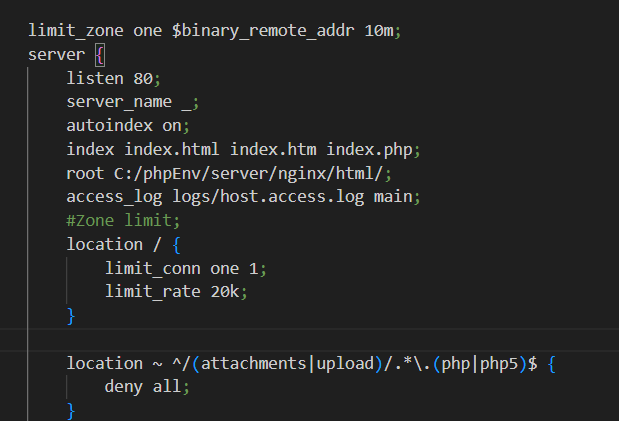 limit_zone one $binary_remote_addr 10m;
server {
listen 80;
server_name _;
autoindex on;
index index.html index.htm index.php;
root C:/phpEnv/server/nginx/html/;
access_log logs/host.access.log main;
#Zone limit;
location / {
limit_conn one 1;
limit_rate 20k;
}
location ~ ^/(attachments|upload)/.*\.(php|php5)$ {
deny all;
}